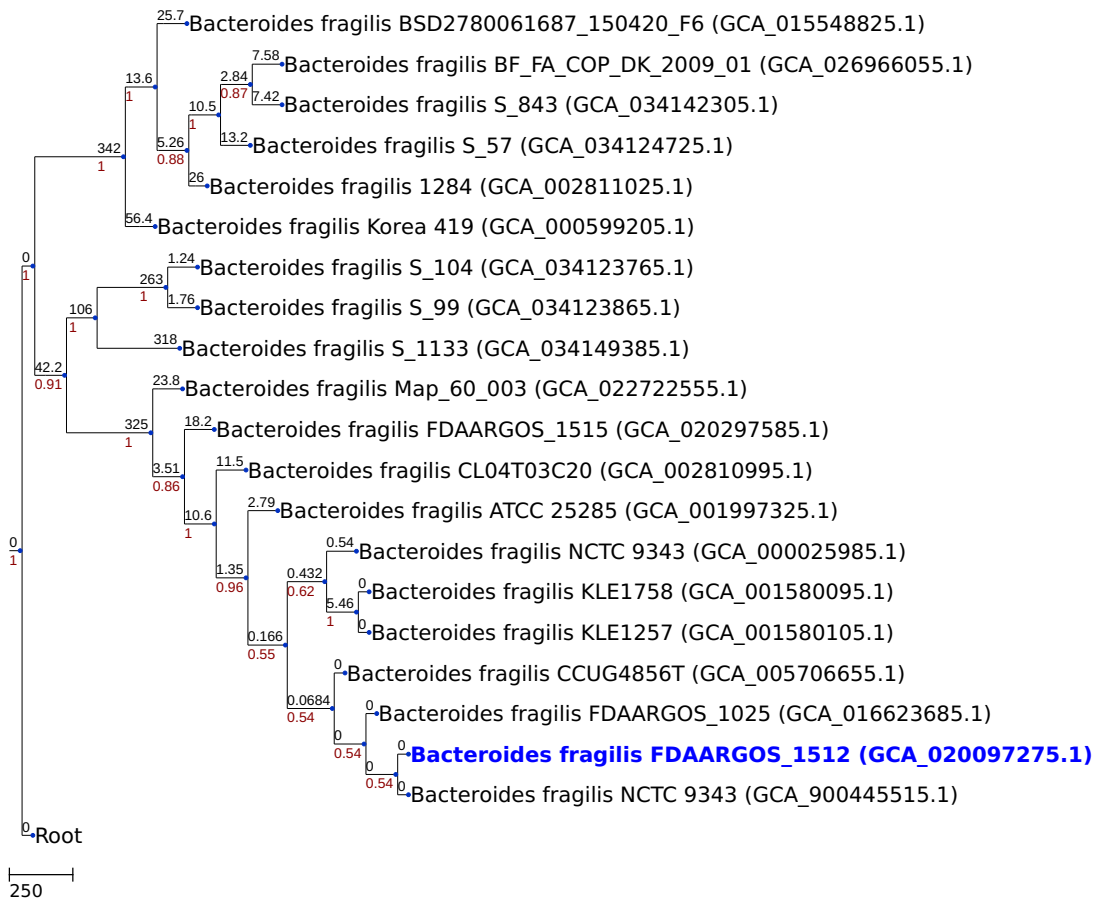 25.7 Bacteroides fragilis BSD2780061687_150420_F6 (GCA_015548825.1)
7.58 Bacteroides fragilis BF_FA_COP_DK_2009_01 (GCA_026966055.1)
13.6 2.84
1 0.87
7.42 Bacteroides fragilis S_843 (GCA_034142305.1)
10.5
1
13.2 Bacteroides fragilis S_57 (GCA_034124725.1)
342 5.26
1 0.88
26 Bacteroides fragilis 1284 (GCA_002811025.1)
56.4 Bacteroides fragilis Korea 419 (GCA_000599205.1)
0 1.24 Bacteroides fragilis S_104 (GCA_034123765.1)
1 263
1
1.76 Bacteroides fragilis S_99 (GCA_034123865.1)
106
1
318 Bacteroides fragilis S_1133 (GCA_034149385.1)
42.2
0.91
23.8 Bacteroides fragilis Map_60_003 (GCA_022722555.1)
325 18.2 Bacteroides fragilis FDAARGOS_1515 (GCA_020297585.1)
1
3.51 11.5 Bacteroides fragilis CL04T03C20 (GCA_002810995.1)
0.86
10.6 2.79 Bacteroides fragilis ATCC 25285 (GCA_001997325.1)
1
0 0.54 Bacteroides fragilis NCTC 9343 (GCA_000025985.1)
1
1.35 0.432 0 Bacteroides fragilis KLE1758 (GCA_001580095.1)
0.96 0.62
5.46
1
0 Bacteroides fragilis KLE1257 (GCA_001580105.1)
0.166
0.55
0 Bacteroides fragilis CCUG4856T (GCA_005706655.1)
0.0684 0 Bacteroides fragilis FDAARGOS_1025 (GCA_016623685.1)
0.54
0 0 Bacteroides fragilis FDAARGOS_1512 (GCA_020097275.1)
0.54
0
0.54
0 Bacteroides fragilis NCTC 9343 (GCA_900445515.1)
0 Root
250